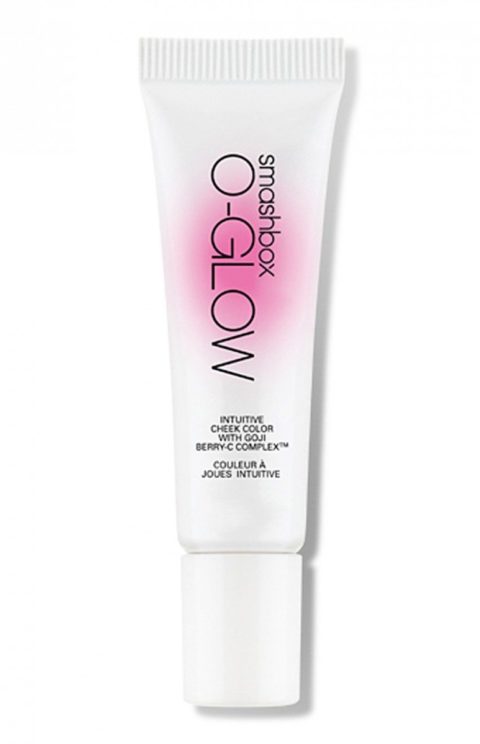 smashbox
O-GLOW
INTUITIVE
CHEEK COLOR
WITH GOJI
BERRY-C COMPLEX™
COULEUR À
JOUES INTUITIVE